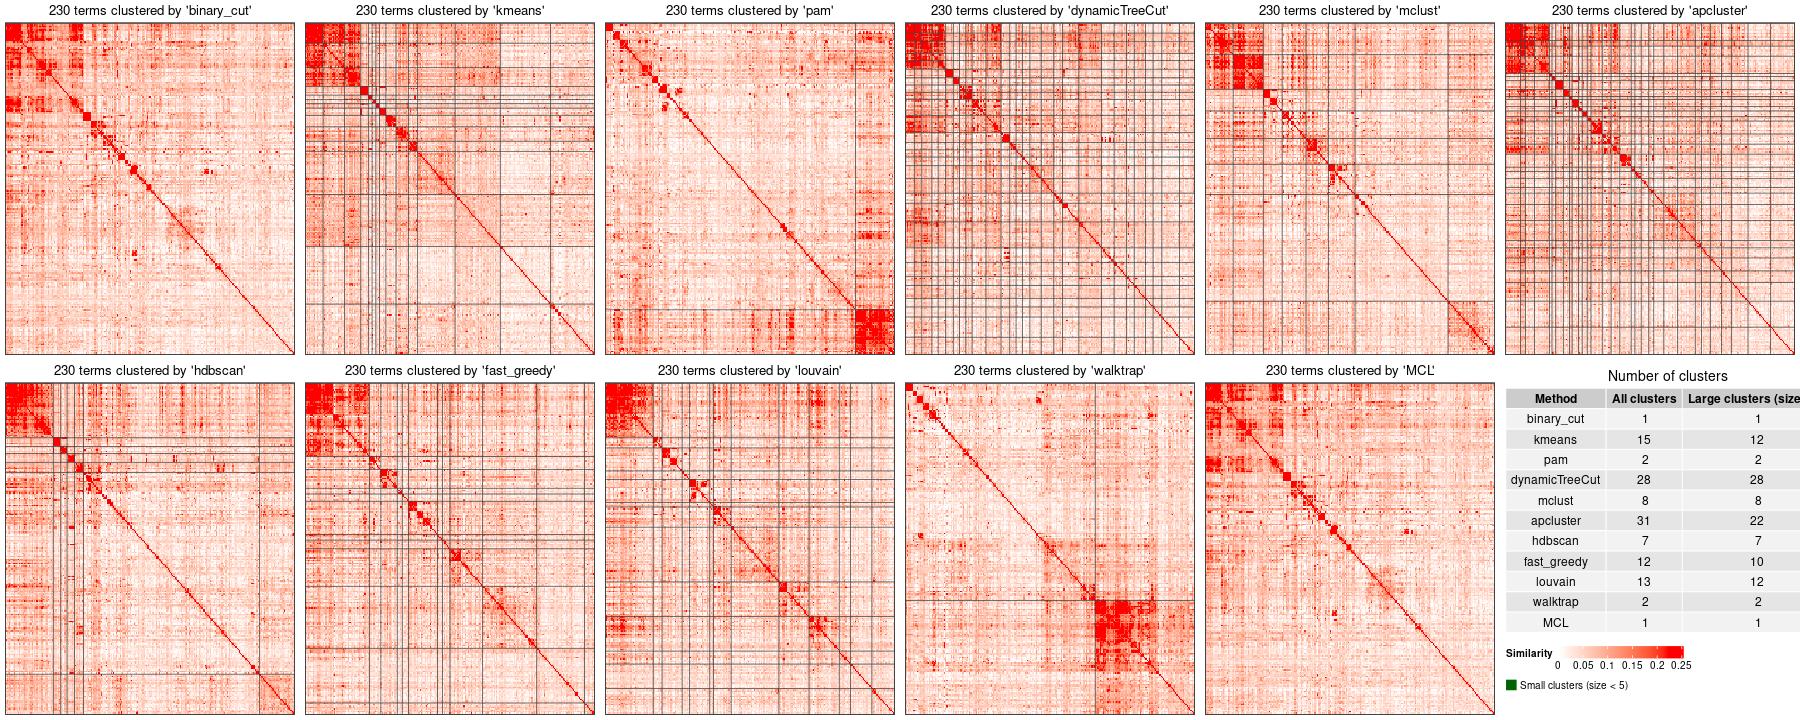 230 terms clustered by 'binary_cut'
230 terms clustered by 'kmeans'
230 terms clustered by 'pam'
230 terms clustered by 'dynamicTreeCut'
230 terms clustered by 'mclust'
230 terms clustered by 'apcluster'
230 terms clustered by 'hdbscan'
230 terms clustered by 'fast_greedy'
230 terms clustered by 'louvain'
230 terms clustered by 'walktrap'
230 terms clustered by 'MCL'
Number of clusters
Method All clusters Large clusters (size
binary_cut 1 1
kmeans 15 12
pam 2 2
dynamicTreeCut 28 28
mclust 8 8
apcluster 31 22
hdbscan 7 7
fast_greedy 12 10
louvain 13 12
walktrap 2 2
MCL 1 1
Similarity
0 0.05 0.1 0.15 0.2 0.25
Small clusters (size < 5)